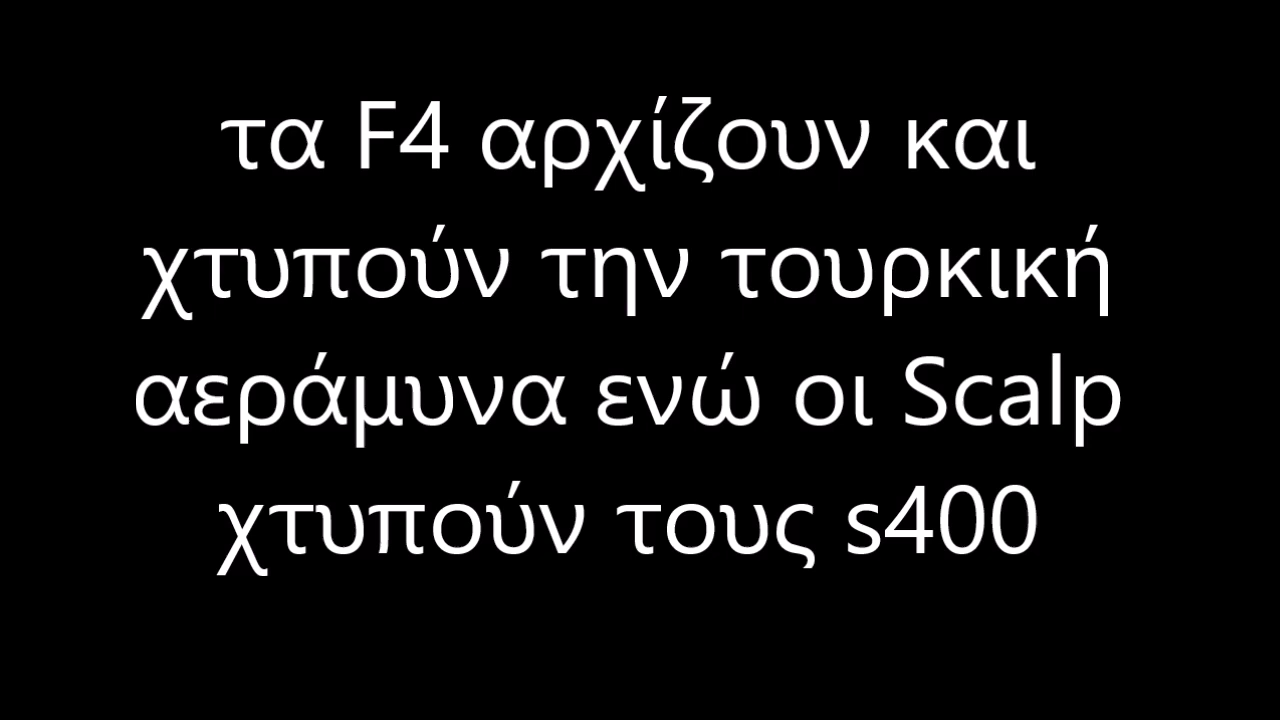 τα F4 αρχίζουν και
χτυπούν την τουρκική
αεράμυνα ενώ οι Scalp
χτυπούν τους s400